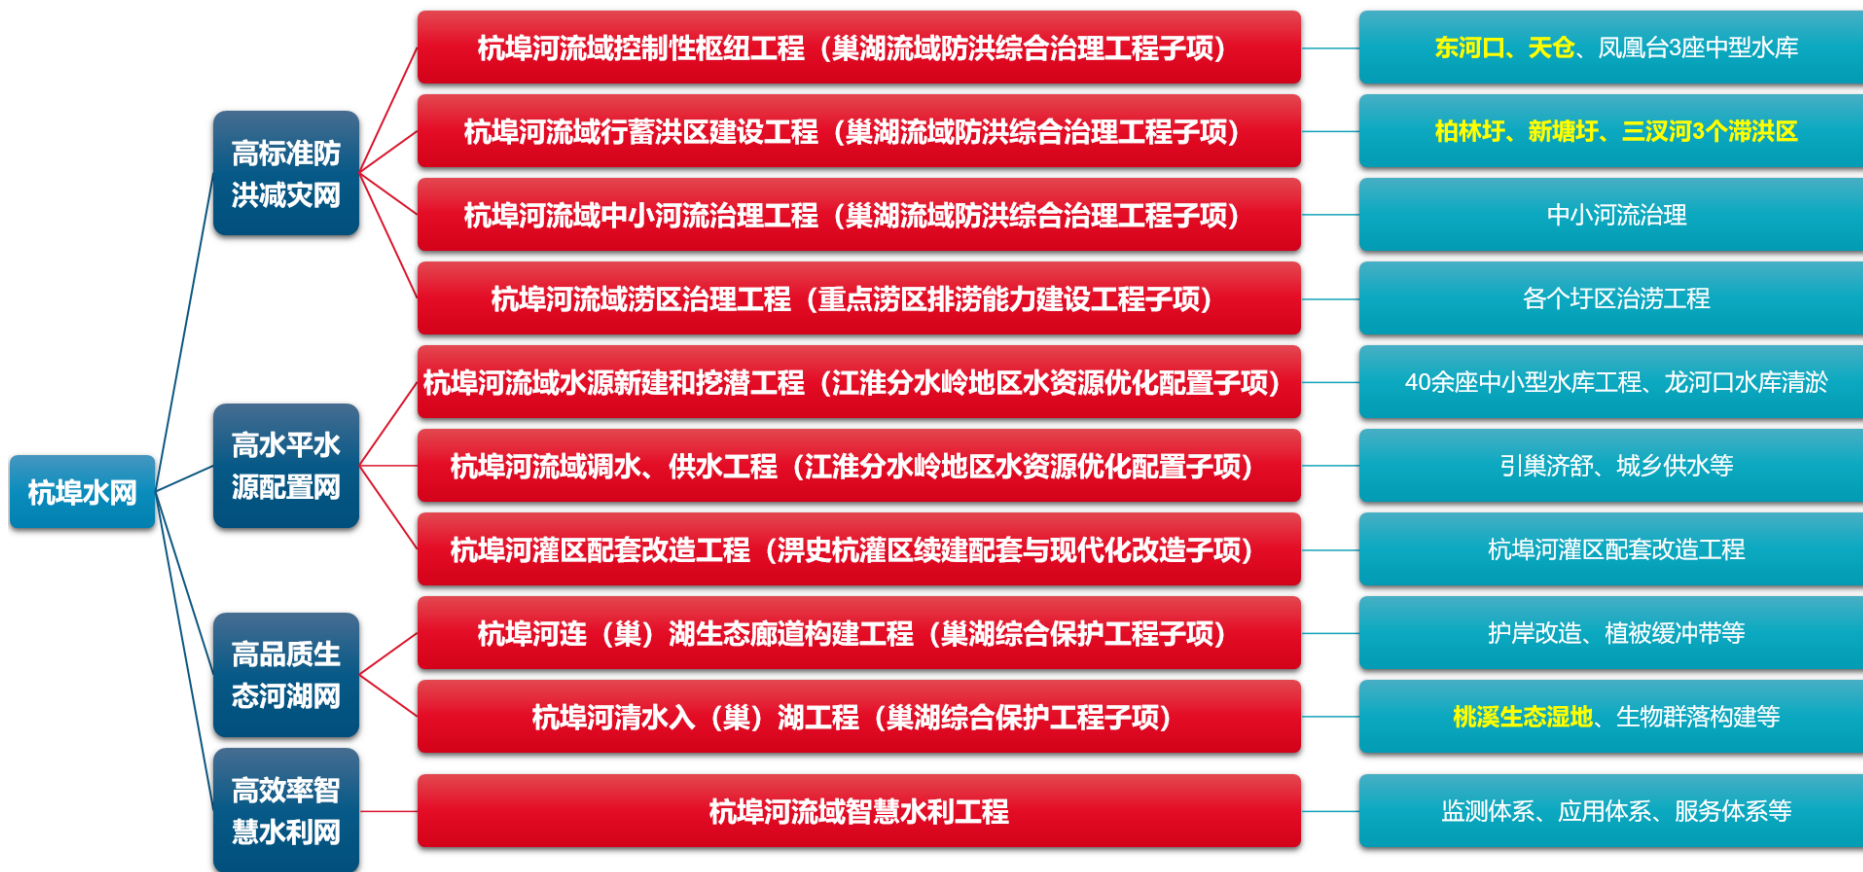 杭埠水网
高标准防
洪减灾网
杭埠河流域控制性枢纽工程（巢湖流域防洪综合治理工程子项）
东河口、天仓、凤凰台3座中型水库
杭埠河流域行蓄洪区建设工程（巢湖流域防洪综合治理工程子项）
柏林圩、新塘圩、三汊河3个滞洪区
杭埠河流域中小河流治理工程（巢湖流域防洪综合治理工程子项）
中小河流治理
杭埠河流域涝区治理工程（重点涝区排涝能力建设工程子项）
各个圩区治涝工程
高水平水
源配置网
杭埠河流域水源新建和挖潜工程（江淮分水岭地区水资源优化配置子项）
40余座中小型水库工程、龙河口水库清淤
杭埠河流域调水、供水工程（江淮分水岭地区水资源优化配置子项）
引巢济舒、城乡供水等
杭埠河灌区配套改造工程（淠史杭灌区续建配套与现代化改造子项）
杭埠河灌区配套改造工程
高品质生
态河湖网
杭埠河连（巢）湖生态廊道构建工程（巢湖综合保护工程子项）
护岸改造、植被缓冲带等
杭埠河清水入（巢）湖工程（巢湖综合保护工程子项）
桃溪生态湿地、生物群落构建等
高效率智
慧水利网
杭埠河流域智慧水利工程
监测体系、应用体系、服务体系等